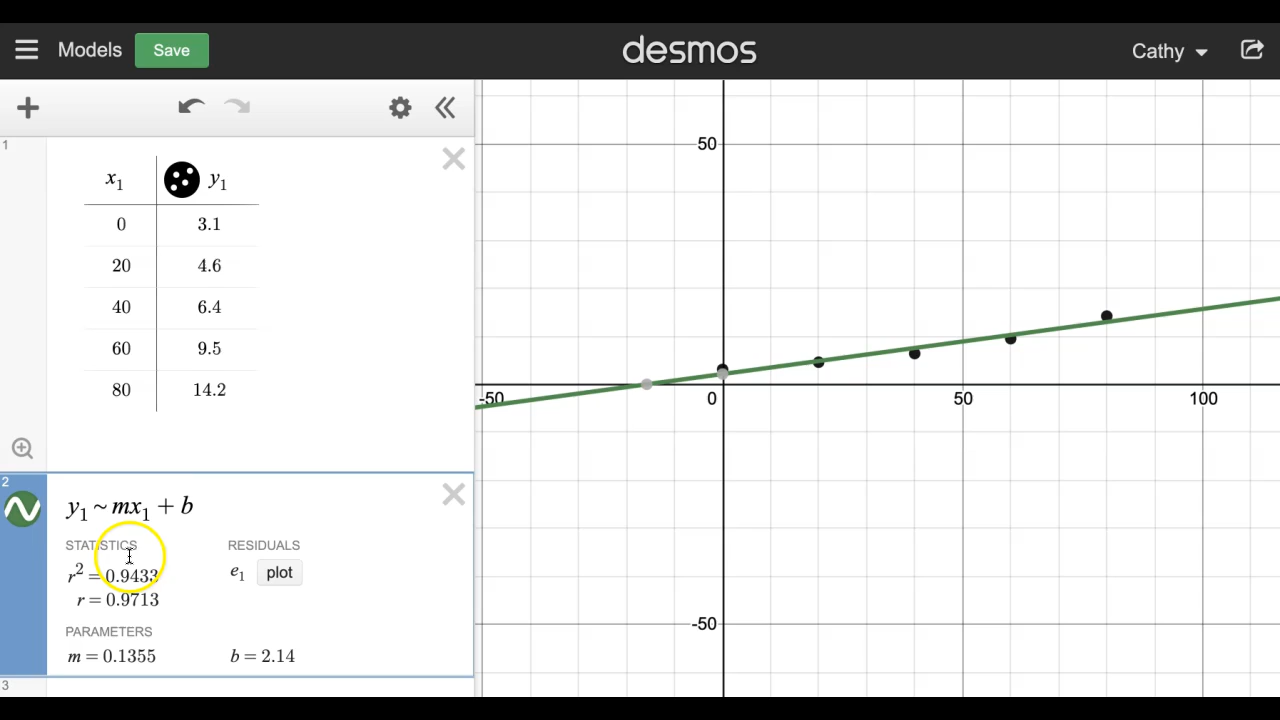 Models Save desmos Cathy
1
x₁ y₁
0 3.1
20 4.6
40 6.4
60 9.5
80 14.2
2
y₁ ~ mx₁ + b
STATISTICS RESIDUALS
r² = 0.9433 e₁ plot
r = 0.9713
PARAMETERS
m = 0.1355 b = 2.14
3
50
-50 0 50 100
-50